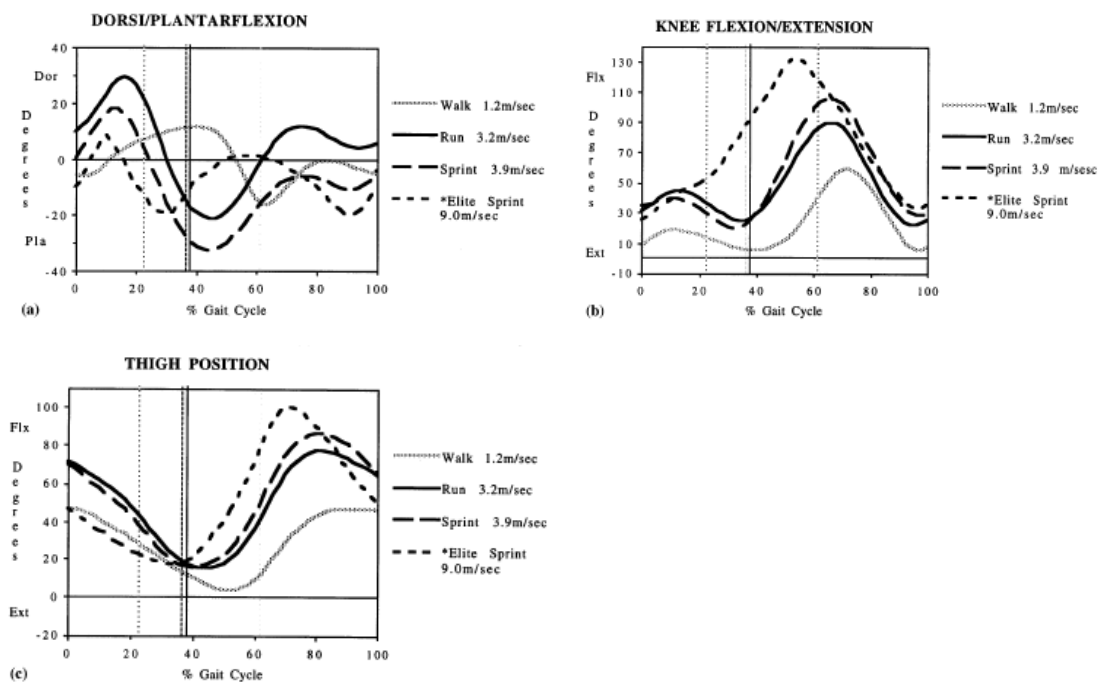 DORSI/PLANTARFLEXION
40
Dor
20
0
-20
Pla
-40
Degrees
0 20 40 60 80 100
% Gait Cycle
(a)
Walk 1.2m/sec
Run 3.2m/sec
Sprint 3.9m/sec
*Elite Sprint
9.0m/sec
KNEE FLEXION/EXTENSION
130
Flx
110
90
70
50
30
10
Ext
-10
Degrees
0 20 40 60 80 100
% Gait Cycle
(b)
Walk 1.2m/sec
Run 3.2m/sec
Sprint 3.9 m/sesc
*Elite Sprint
9.0m/sec
THIGH POSITION
100
Flx
80
60
40
20
0
Ext
-20
Degrees
0 20 40 60 80 100
% Gait Cycle
(c)
Walk 1.2m/sec
Run 3.2m/sec
Sprint 3.9m/sec
*Elite Sprint
9.0m/sec